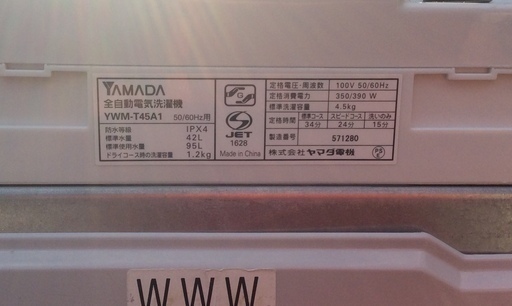 YAMADA
全自動電気洗濯機
YWM-T45A1 50/60Hz用
防水等級 IPX4
標準水量 42L
標準使用水量 95L
ドライコース時の洗濯容量 1.2kg
G
S
JET
1628
Made in China
定格電圧・周波数 100V 50/60Hz
定格消費電力 350/390 W
標準洗濯容量 4.5kg
定格時間 標準コース 34分 スピードコース 24分 洗いのみ 15分
製造番号 571280
株式会社 ヤマダ電機
PS
E
WWW